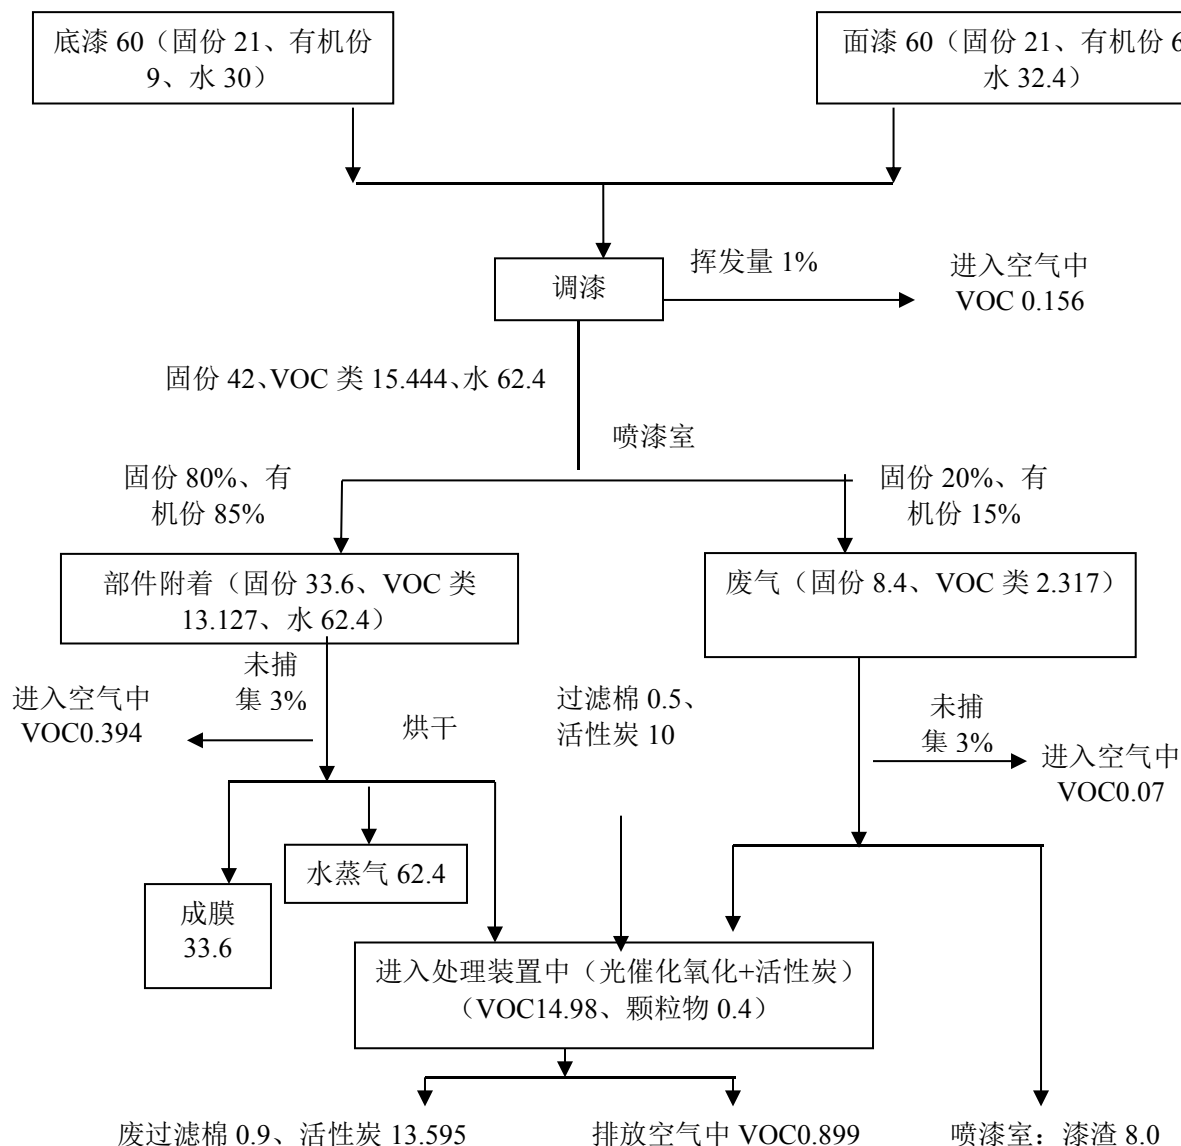 底漆 60（固份 21、有机份
9、水 30）
面漆 60（固份 21、有机份 6
水 32.4）
调漆
挥发量 1%
进入空气中
VOC 0.156
固份 42、VOC 类 15.444、水 62.4
喷漆室
固份 80%、有
机份 85%
固份 20%、有
机份 15%
部件附着（固份 33.6、VOC 类
13.127、水 62.4）
废气（固份 8.4、VOC 类 2.317）
未捕
集 3%
进入空气中
VOC0.394
烘干
过滤棉 0.5、
活性炭 10
未捕
集 3%
进入空气中
VOC0.07
水蒸气 62.4
成膜
33.6
进入处理装置中（光催化氧化+活性炭）
（VOC14.98、颗粒物 0.4）
废过滤棉 0.9、活性炭 13.595
排放空气中 VOC0.899
喷漆室：漆渣 8.0